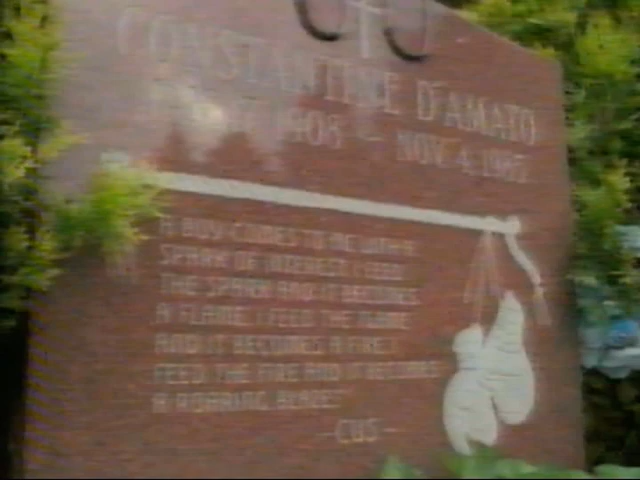 CONSTANTINE D'AMATO
1908 - NOV 4, 1985
A BOY COMES TO ME WITH A
SPARK OF INTEREST I FEED
THE SPARK AND IT BECOMES
A FLAME. I FEED THE FLAME
AND IT BECOMES A FIRE. I
FEED THE FIRE AND IT BECOMES
A ROARING BLAZE."
-CUS-